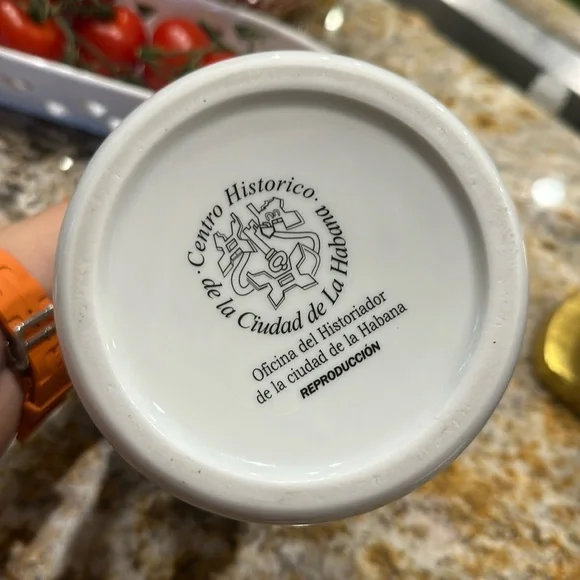 · Centro Historico ·
de la Ciudad de La Habana
Oficina del Historiador
de la ciudad de la Habana
REPRODUCCIÓN